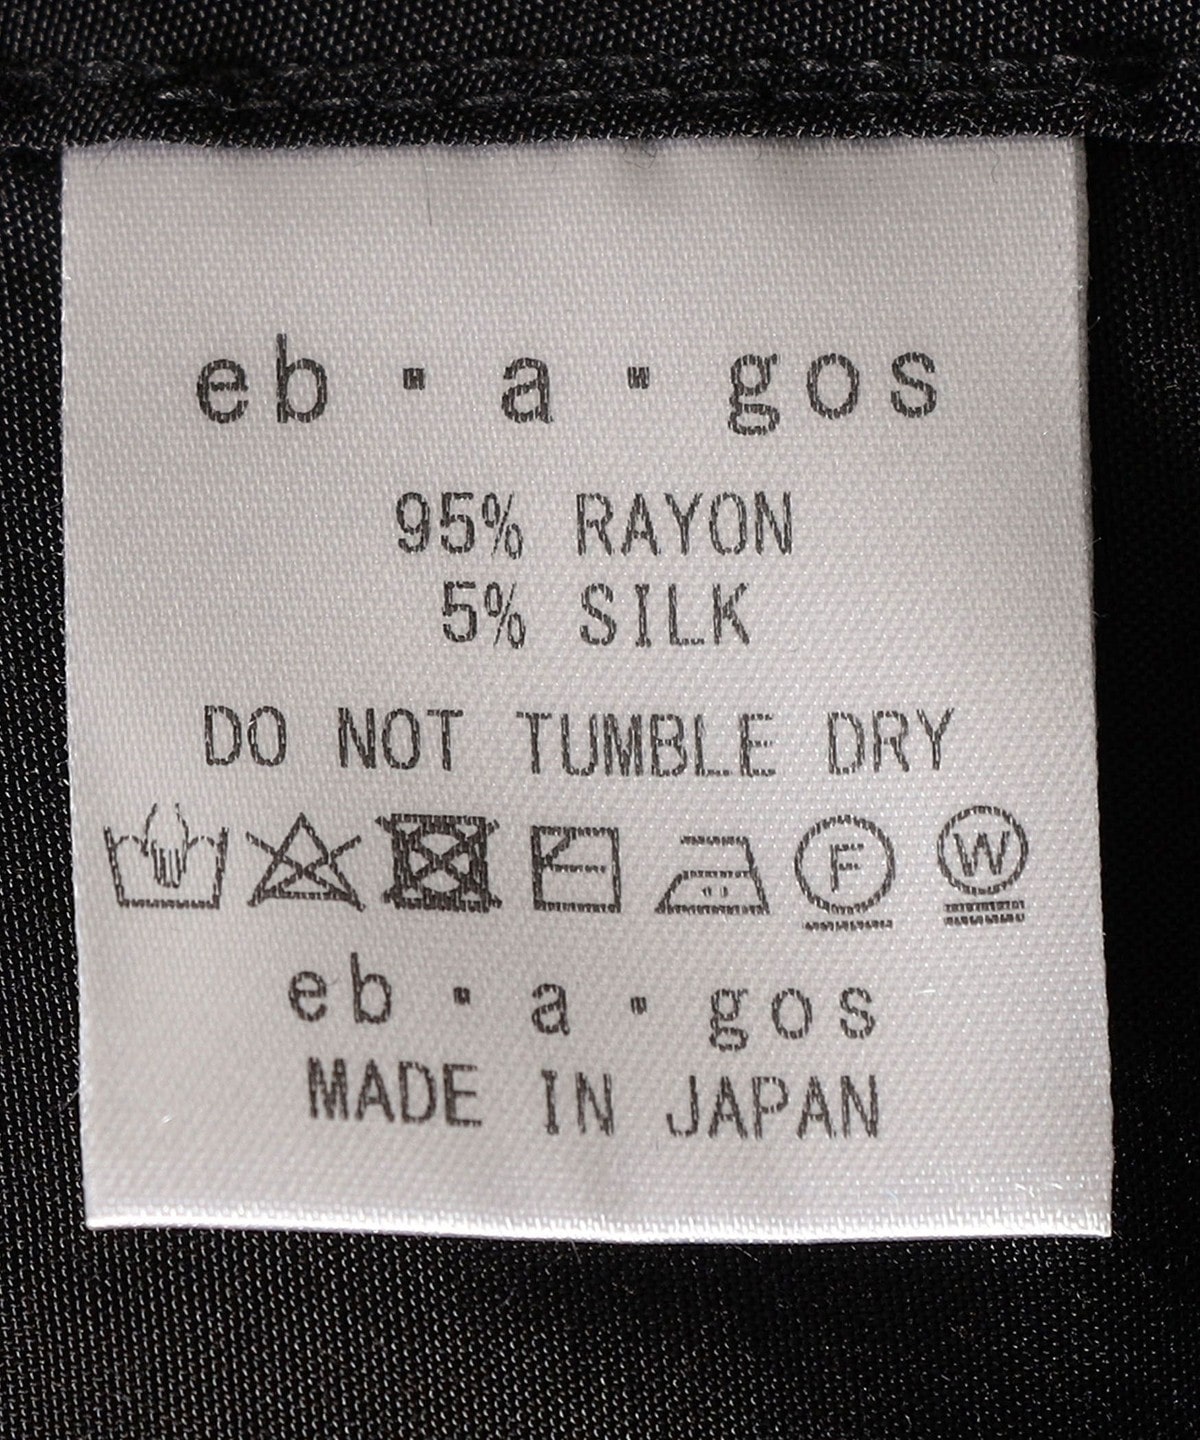 eb・a・gos
95% RAYON
5% SILK
DO NOT TUMBLE DRY
F W
eb・a・gos
MADE IN JAPAN